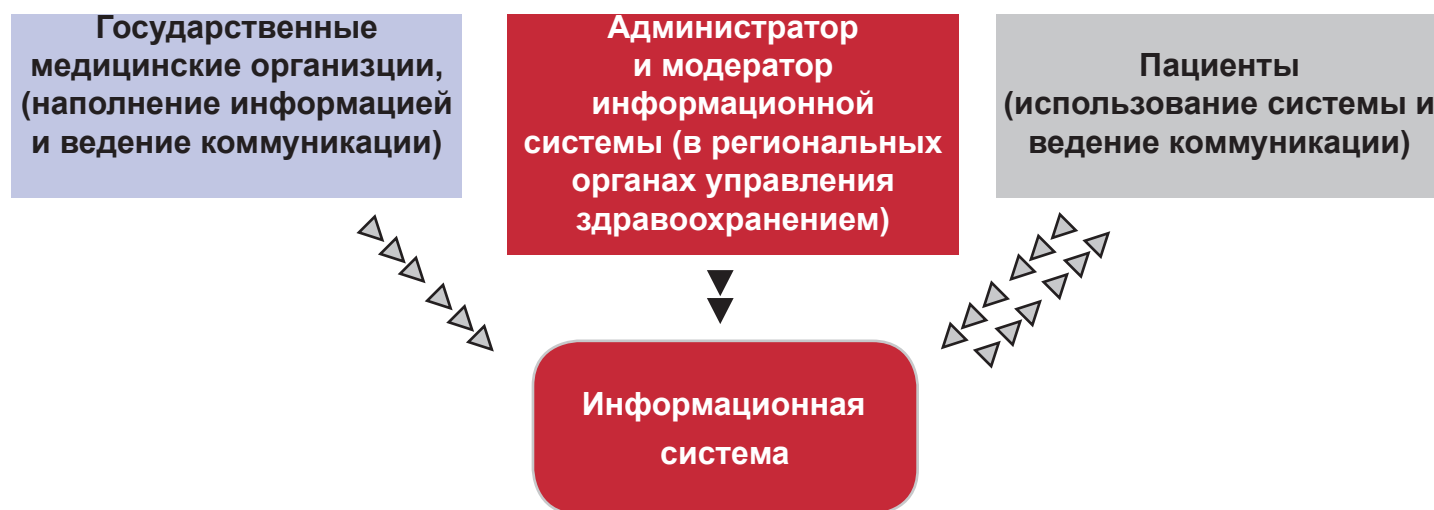 Государственные
медицинские организции,
(наполнение информацией
и ведение коммуникации)
Администратор
и модератор
информационной
системы (в региональных
органах управления
здравоохранением)
Пациенты
(использование системы и
ведение коммуникации)
Информационная
система